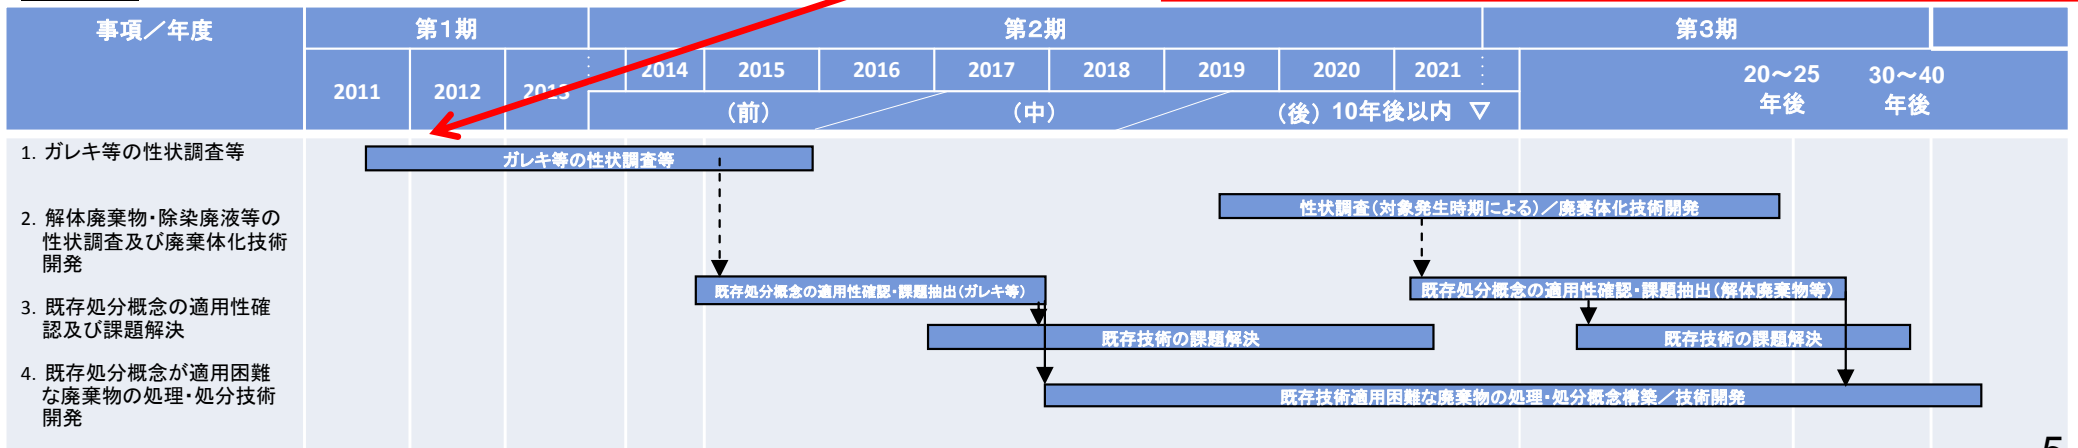 事項／年度
第1期
第2期
第3期
2011
2012
2013
2014
2015
2016
2017
2018
2019
2020
2021
（前）
（中）
（後）10年後以内 ▽
20～25
年後
30～40
年後
1. ガレキ等の性状調査等
ガレキ等の性状調査等
2. 解体廃棄物・除染廃液等の
性状調査及び廃棄体化技術
開発
性状調査（対象発生時期による）／廃棄体化技術開発
3. 既存処分概念の適用性確
認及び課題解決
既存処分概念の適用性確認・課題抽出（ガレキ等）
既存処分概念の適用性確認・課題抽出（解体廃棄物等）
既存技術の課題解決
既存技術の課題解決
4. 既存処分概念が適用困難
な廃棄物の処理・処分技術
開発
既存技術適用困難な廃棄物の処理・処分概念構築／技術開発